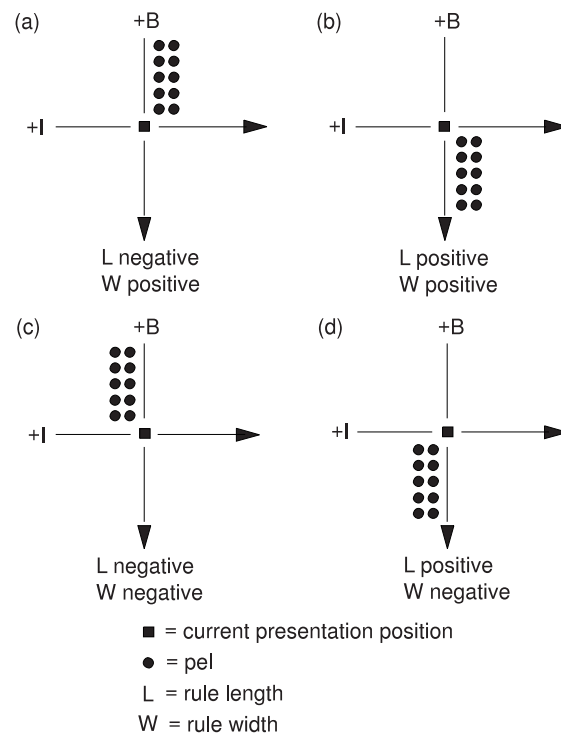 (a) +B
+I
L negative
W positive
(b) +B
+I
L positive
W positive
(c) +B
+I
L negative
W negative
(d) +B
+I
L positive
W negative
■ = current presentation position
● = pel
L = rule length
W = rule width